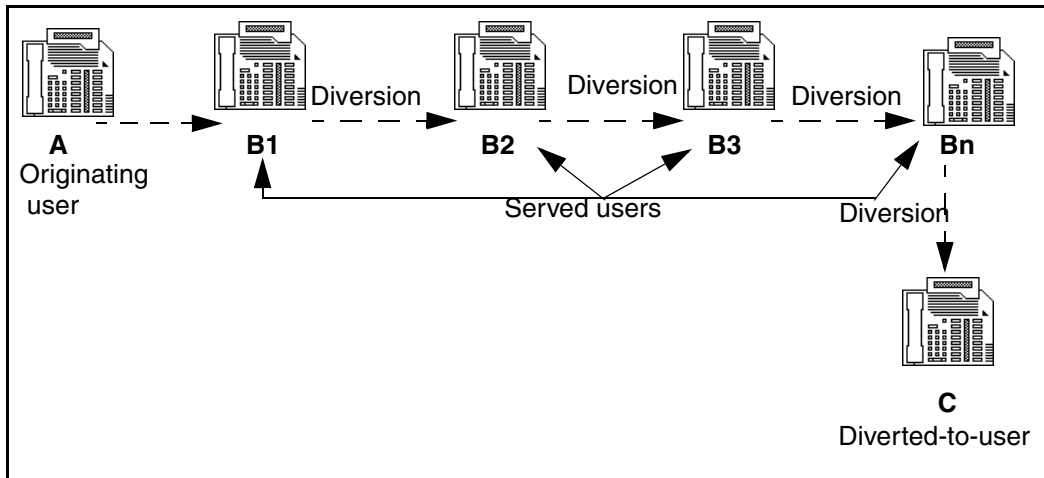 Diversion
Diversion
Diversion
A
B1
B2
B3
Bn
Originating
user
Served users
Diversion
C
Diverted-to-user